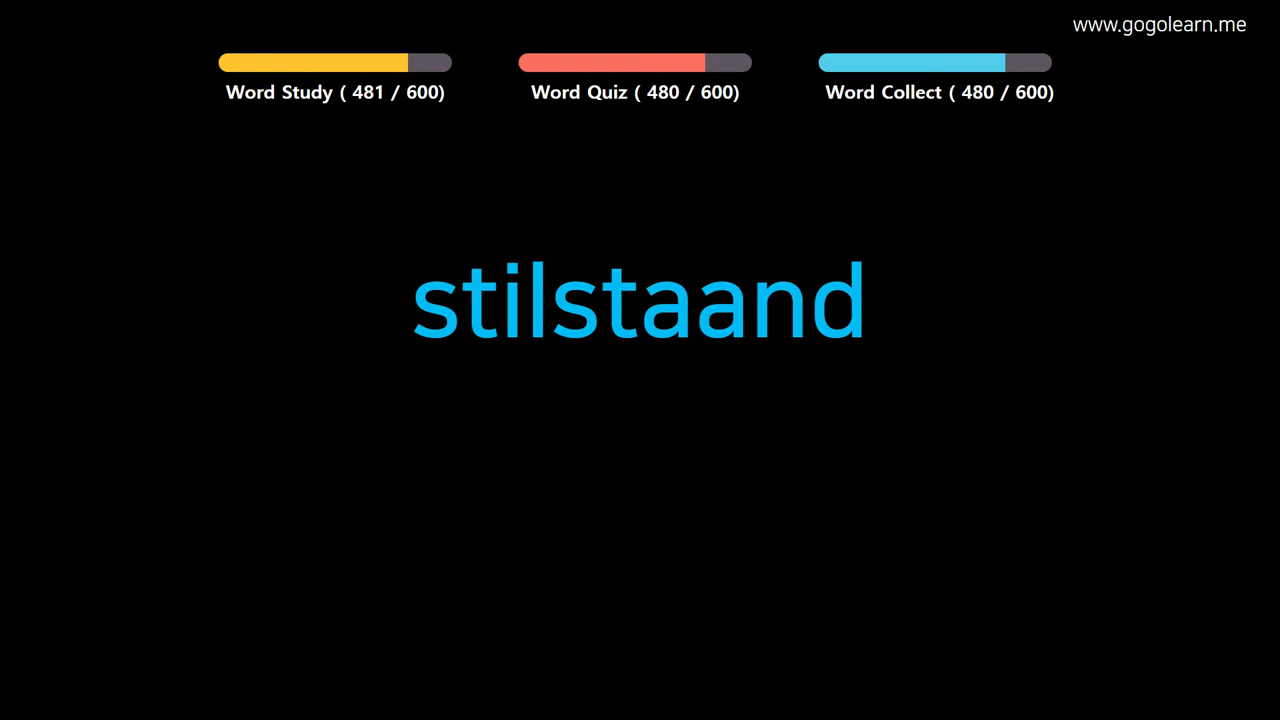 www.gogolearn.me
Word Study ( 481 / 600)
Word Quiz ( 480 / 600)
Word Collect ( 480 / 600)
stilstaand